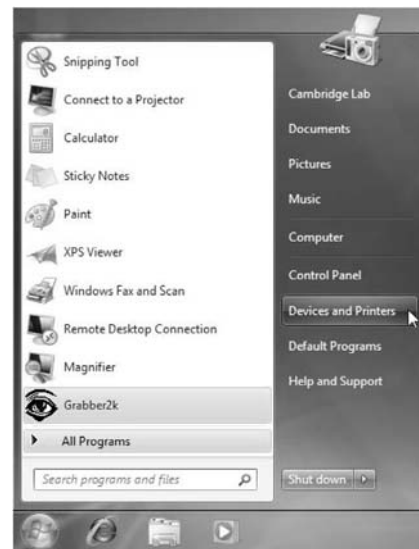 Snipping Tool
Connect to a Projector
Calculator
Sticky Notes
Paint
XPS Viewer
Windows Fax and Scan
Remote Desktop Connection
Magnifier
Grabber2k
All Programs
Search programs and files
Cambridge Lab
Documents
Pictures
Music
Computer
Control Panel
Devices and Printers
Default Programs
Help and Support
Shut down